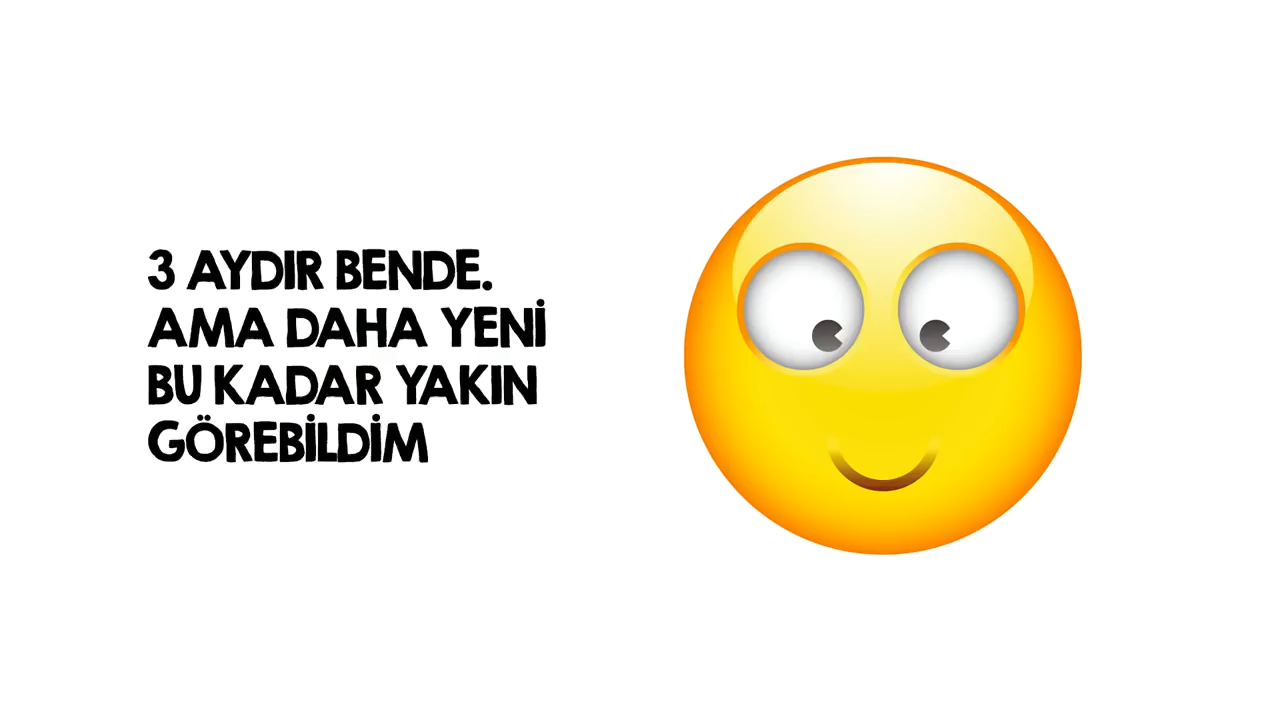 3 AYDIR BENDE.
AMA DAHA YENİ
BU KADAR YAKIN
GÖREBİLDİM